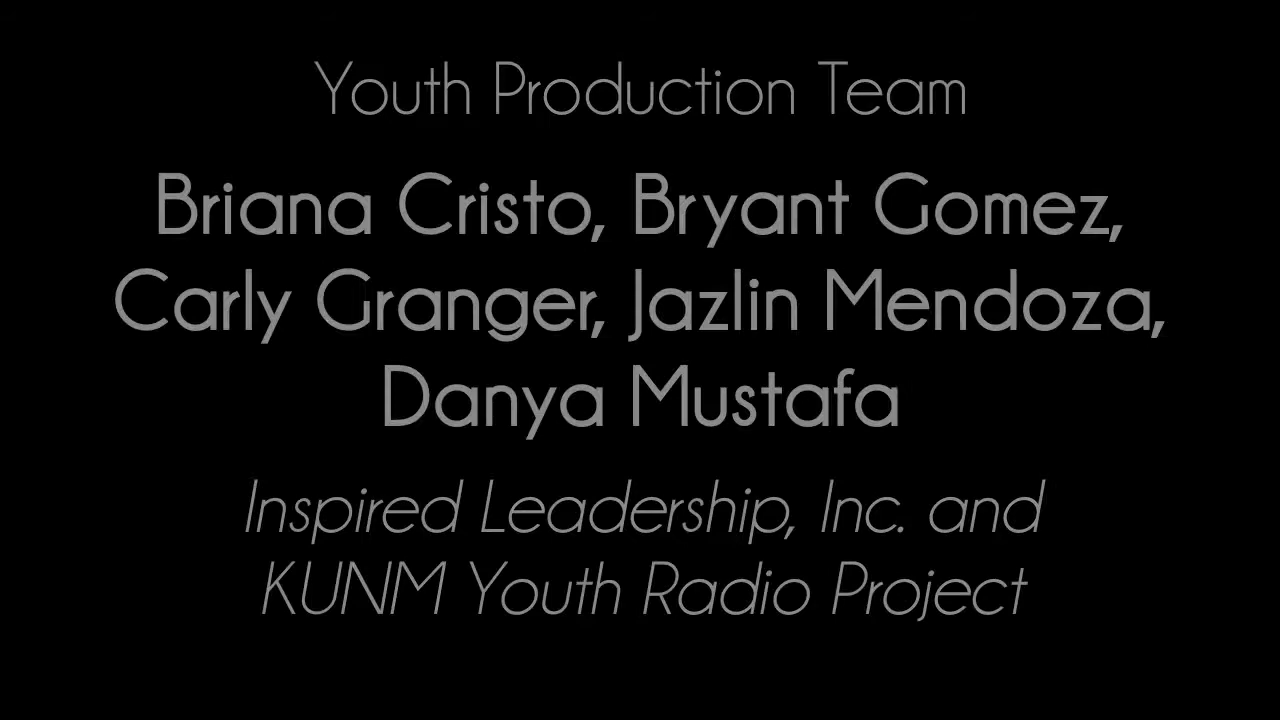 Youth Production Team
Briana Cristo, Bryant Gomez,
Carly Granger, Jazlin Mendoza,
Danya Mustafa
Inspired Leadership, Inc. and
KUNM Youth Radio Project